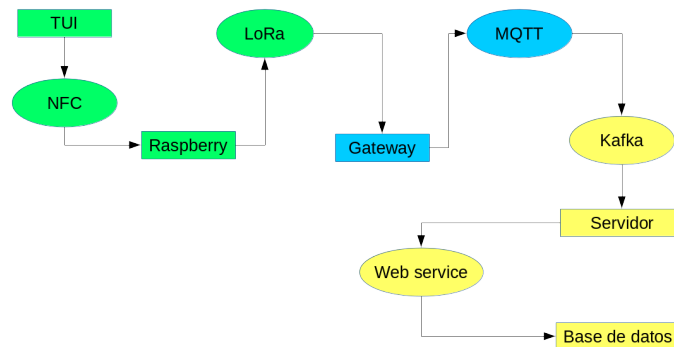 TUI
NFC
Raspberry
LoRa
Gateway
MQTT
Kafka
Servidor
Web service
Base de datos